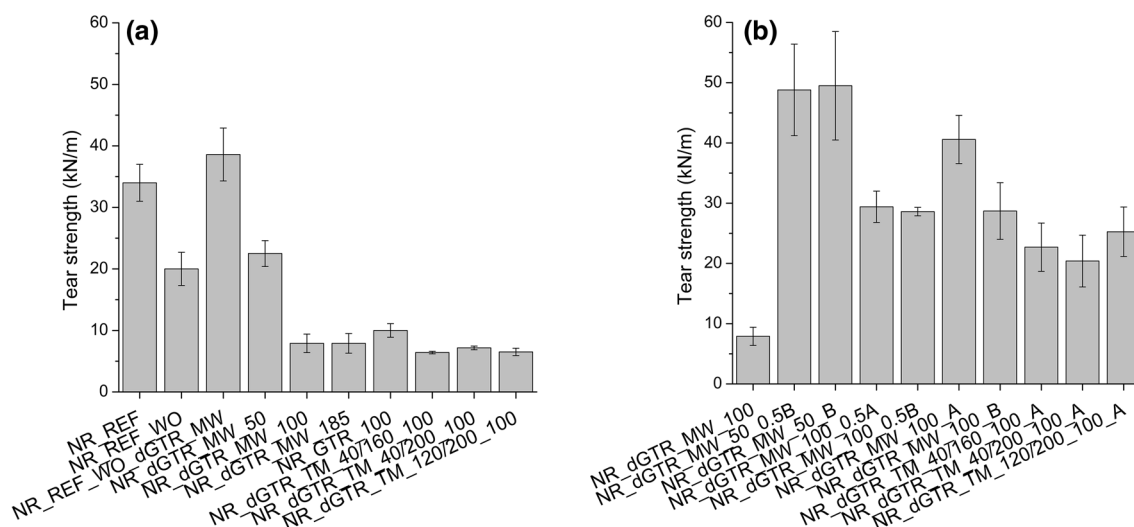 (a)
Tear strength (kN/m)
60
50
40
30
20
10
0
NR_REF
NR_REF_WO
NR_REF_WO_dGTR_MW
NR_dGTR_MW_50
NR_dGTR_MW_100
NR_dGTR_MW_185
NR_GTR_100
NR_dGTR_TM_40/160_100
NR_dGTR_TM_40/200_100
NR_dGTR_TM_120/200_100
(b)
Tear strength (kN/m)
60
50
40
30
20
10
0
NR_dGTR_MW_100
NR_dGTR_MW_50_0.5B
NR_dGTR_MW_50_B
NR_dGTR_MW_100_0.5A
NR_dGTR_MW_100_0.5B
NR_dGTR_MW_100_A
NR_dGTR_MW_100_B
NR_dGTR_TM_40/160_100_A
NR_dGTR_TM_40/200_100_A
NR_dGTR_TM_120/200_100_A